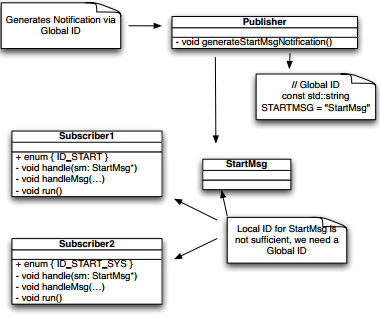 Generates Notification via
Global ID
Publisher
- void generateStartMsgNotification()
// Global ID
const std::string
STARTMSG = "StartMsg"
Subscriber1
+ enum { ID_START }
- void handle(sm: StartMsg*)
- void handleMsg(...)
- void run()
StartMsg
Local ID for StartMsg is
not sufficient, we need a
Global ID
Subscriber2
+ enum { ID_START_SYS }
- void handle(sm: StartMsg*)
- void handleMsg(...)
- void run()